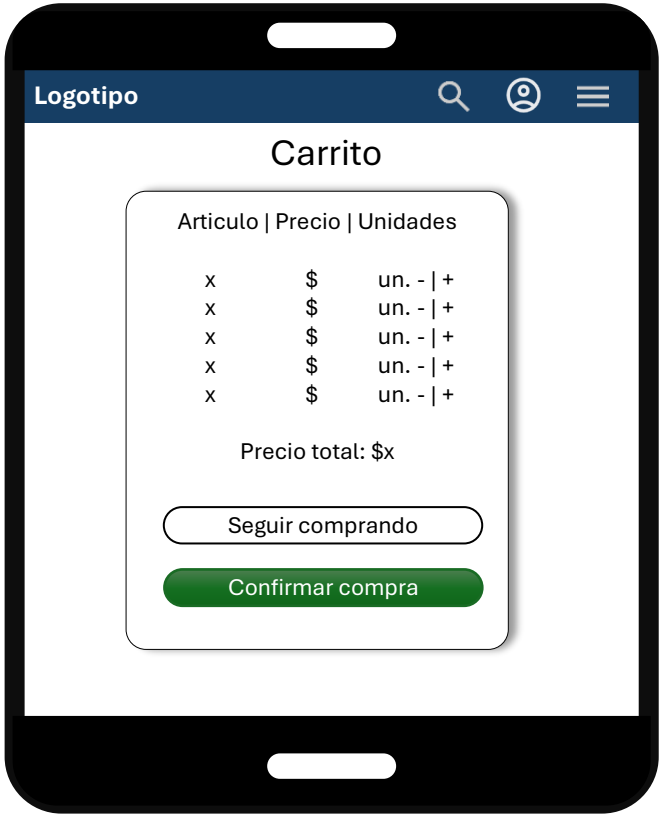 Logotipo
Carrito
Articulo | Precio | Unidades
x $ un. - | +
x $ un. - | +
x $ un. - | +
x $ un. - | +
x $ un. - | +
Precio total: $x
Seguir comprando
Confirmar compra